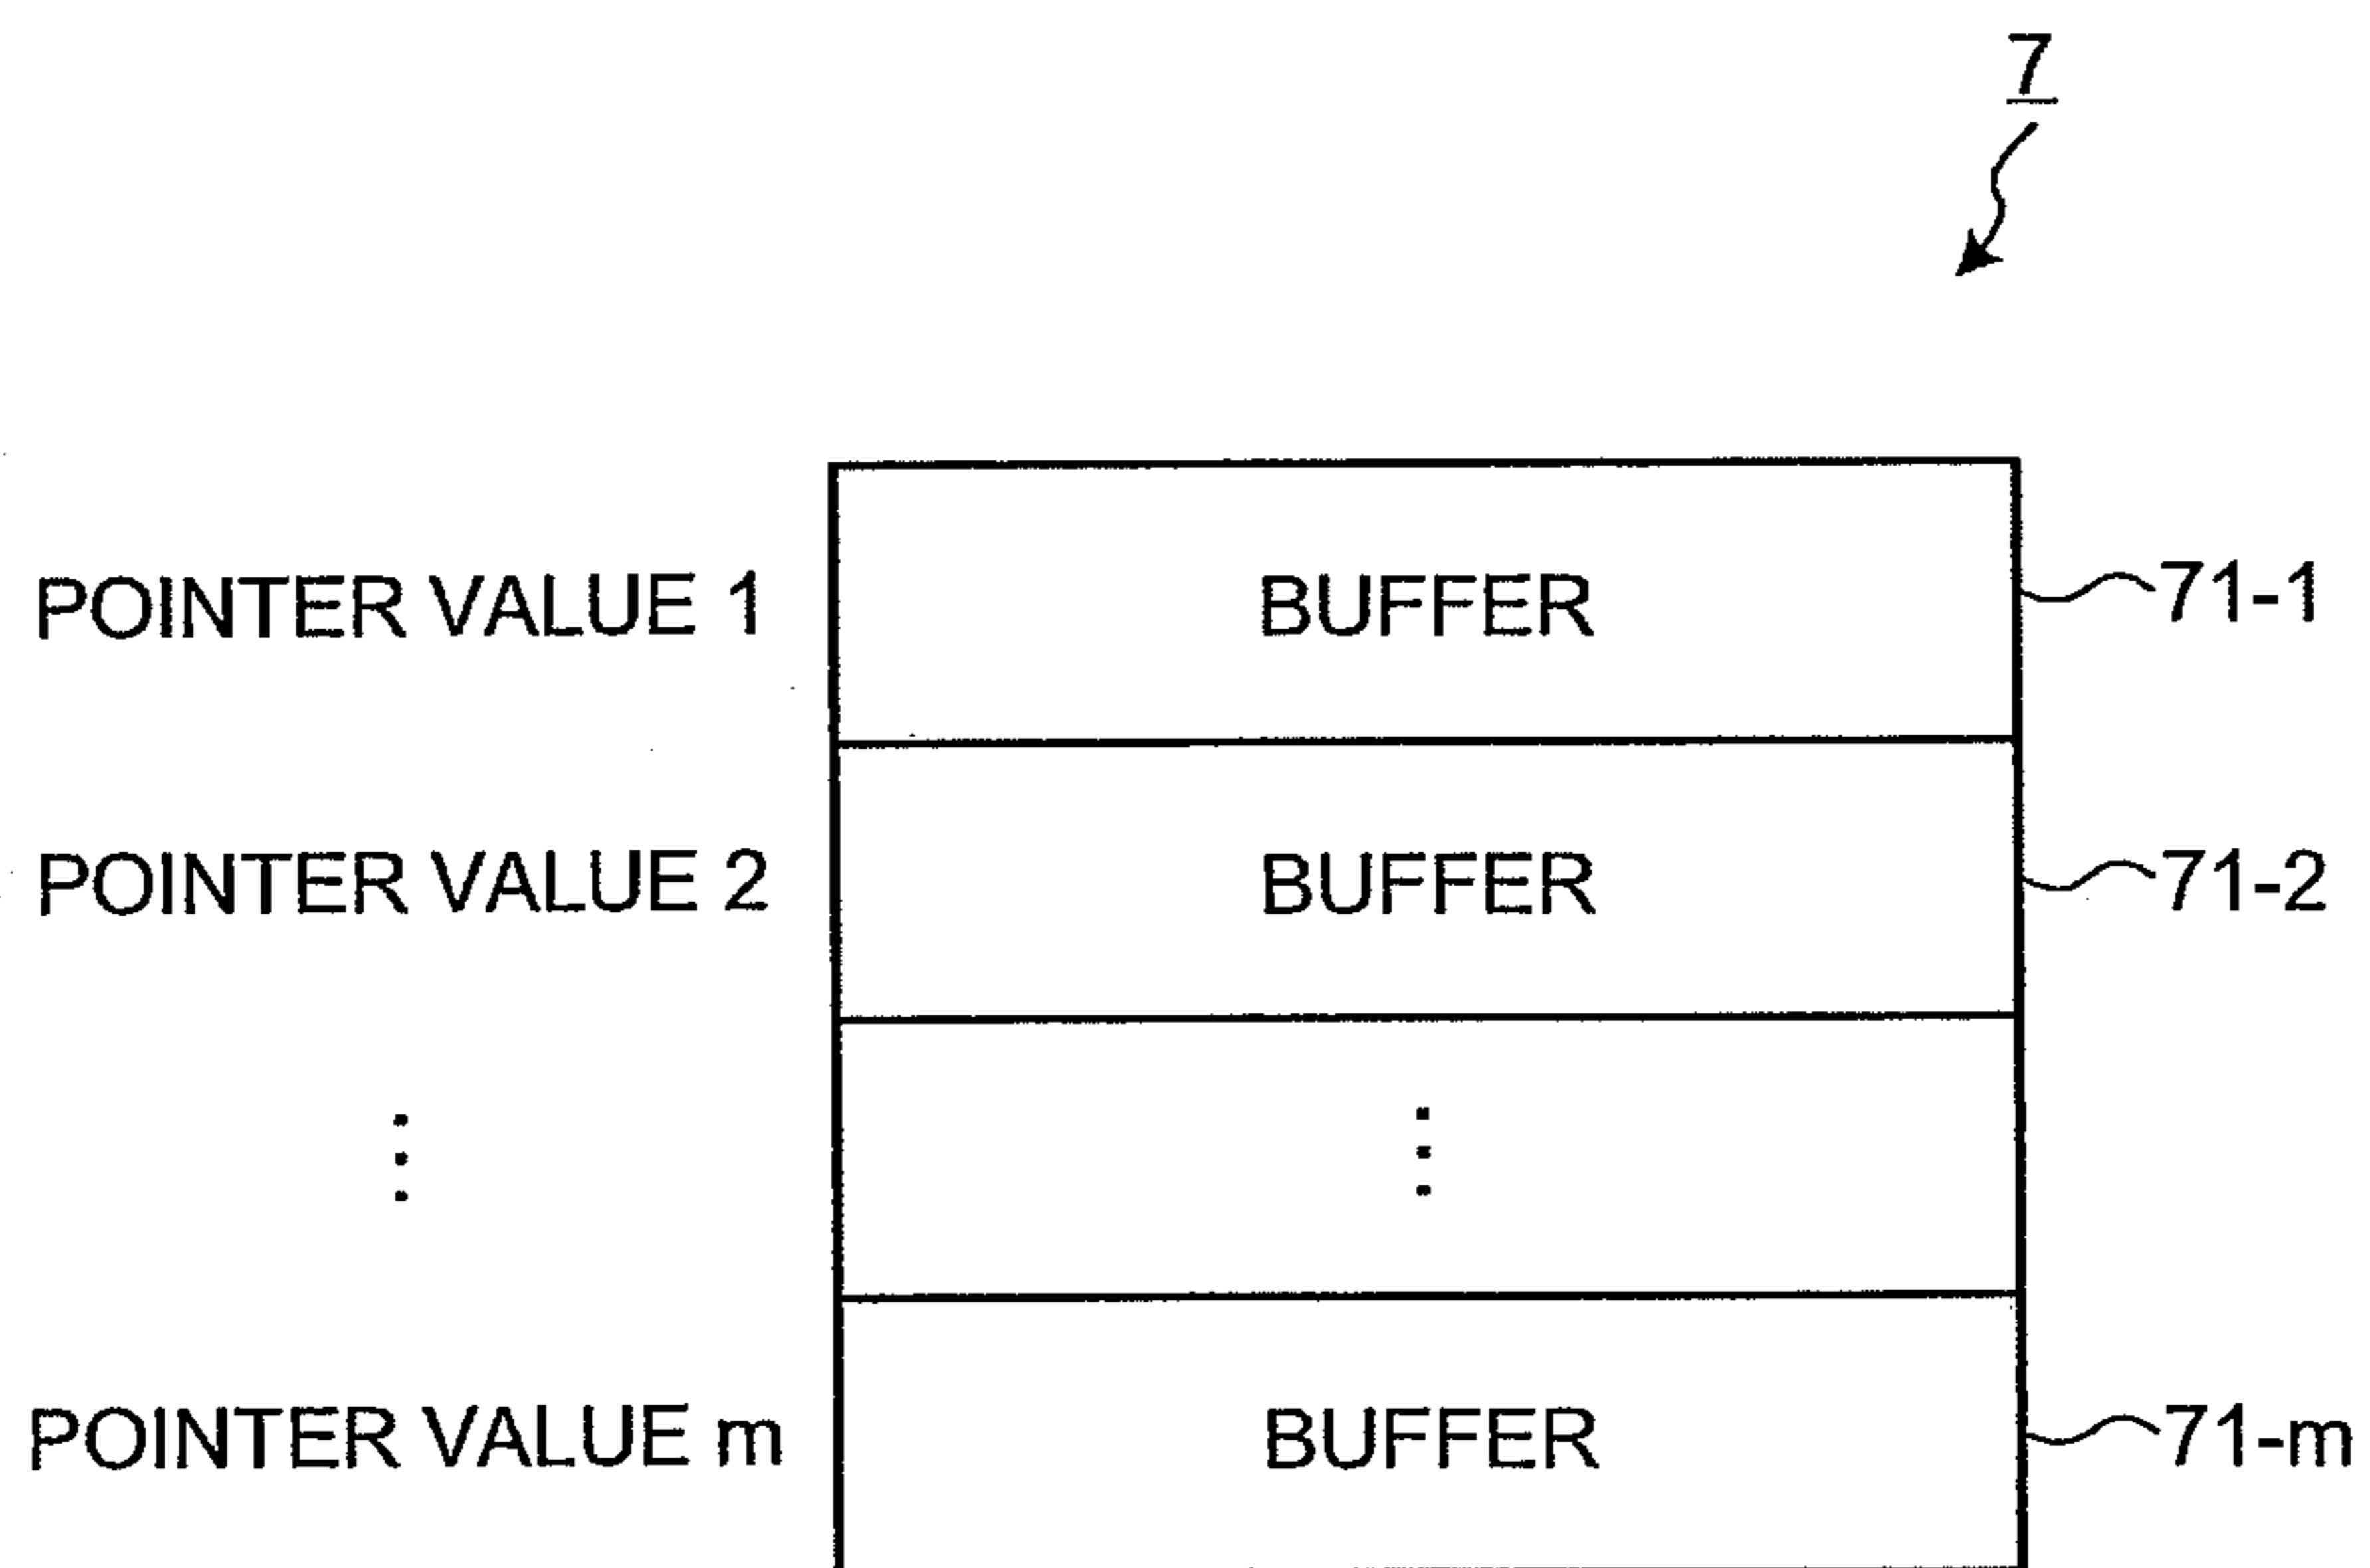 7
POINTER VALUE 1 BUFFER 71-1
POINTER VALUE 2 BUFFER 71-2
⋮ ⋮
POINTER VALUE m BUFFER 71-m